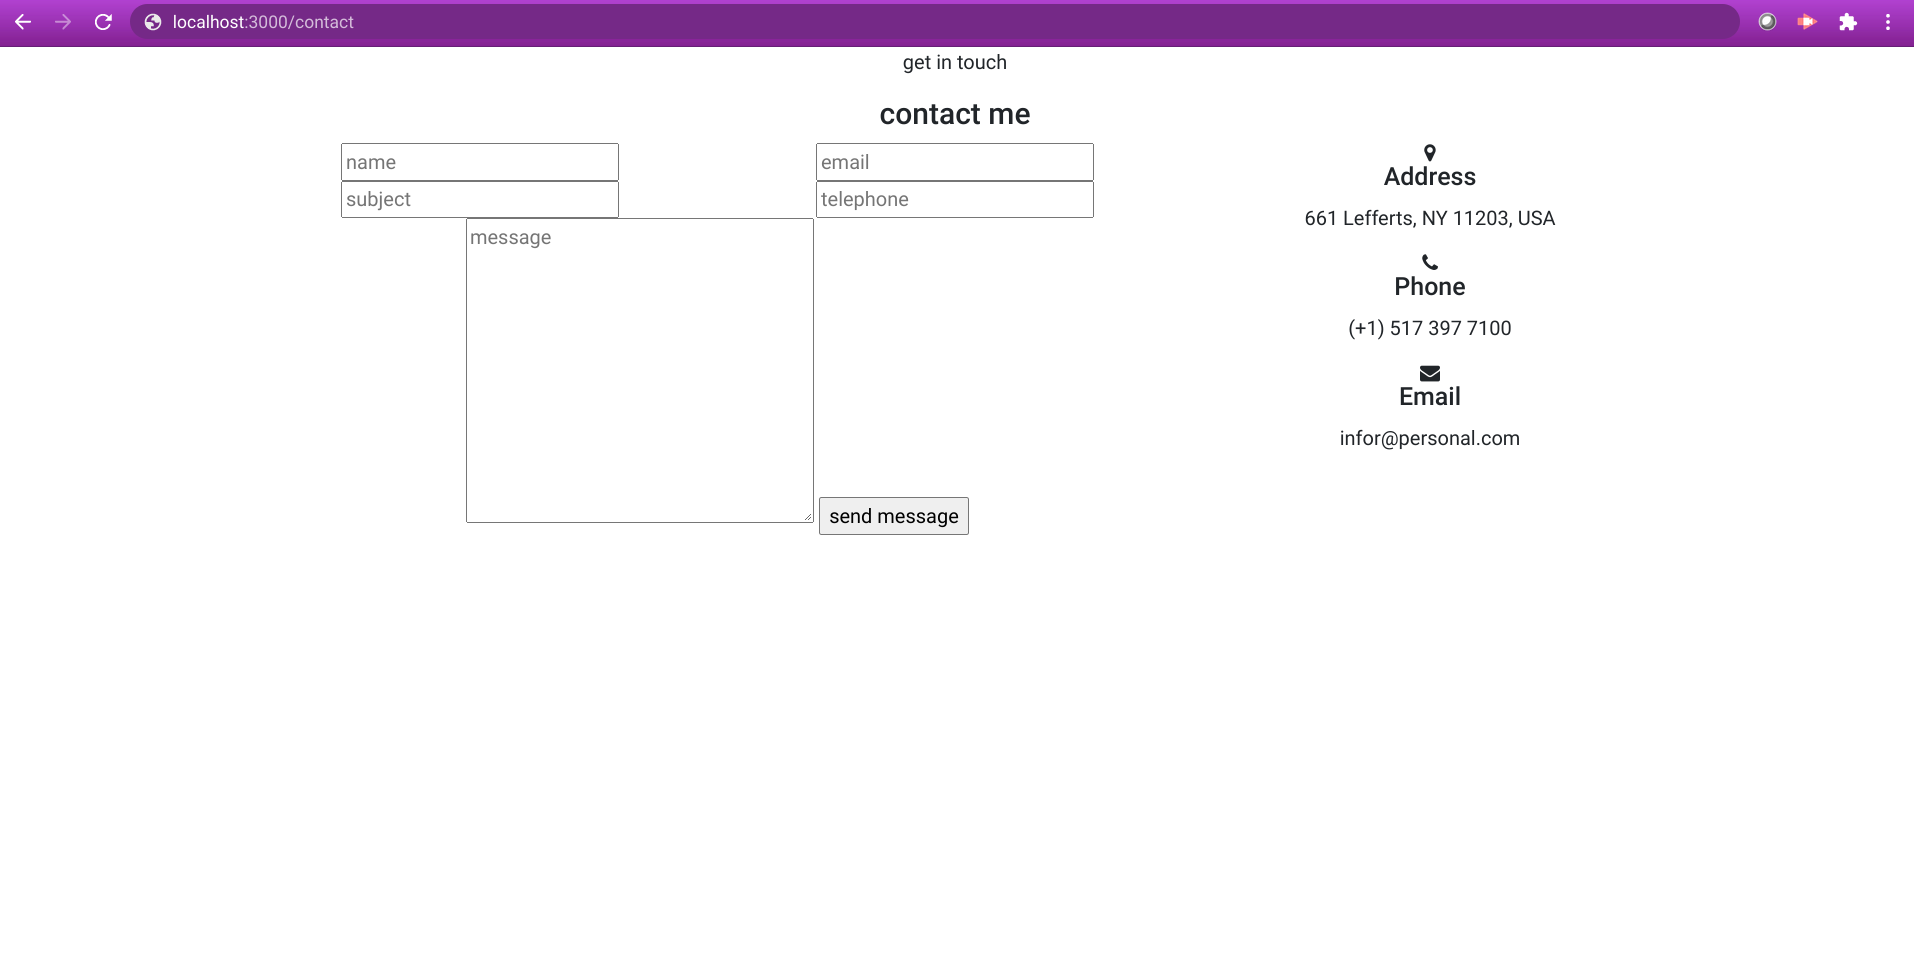 localhost:3000/contact
get in touch
contact me
name
email
subject
telephone
message
send message
Address
661 Lefferts, NY 11203, USA
Phone
(+1) 517 397 7100
Email
infor@personal.com